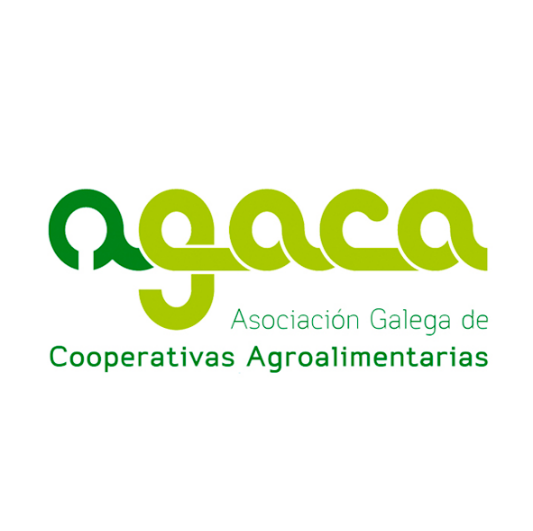 agaca
Asociación Galega de
Cooperativas Agroalimentarias